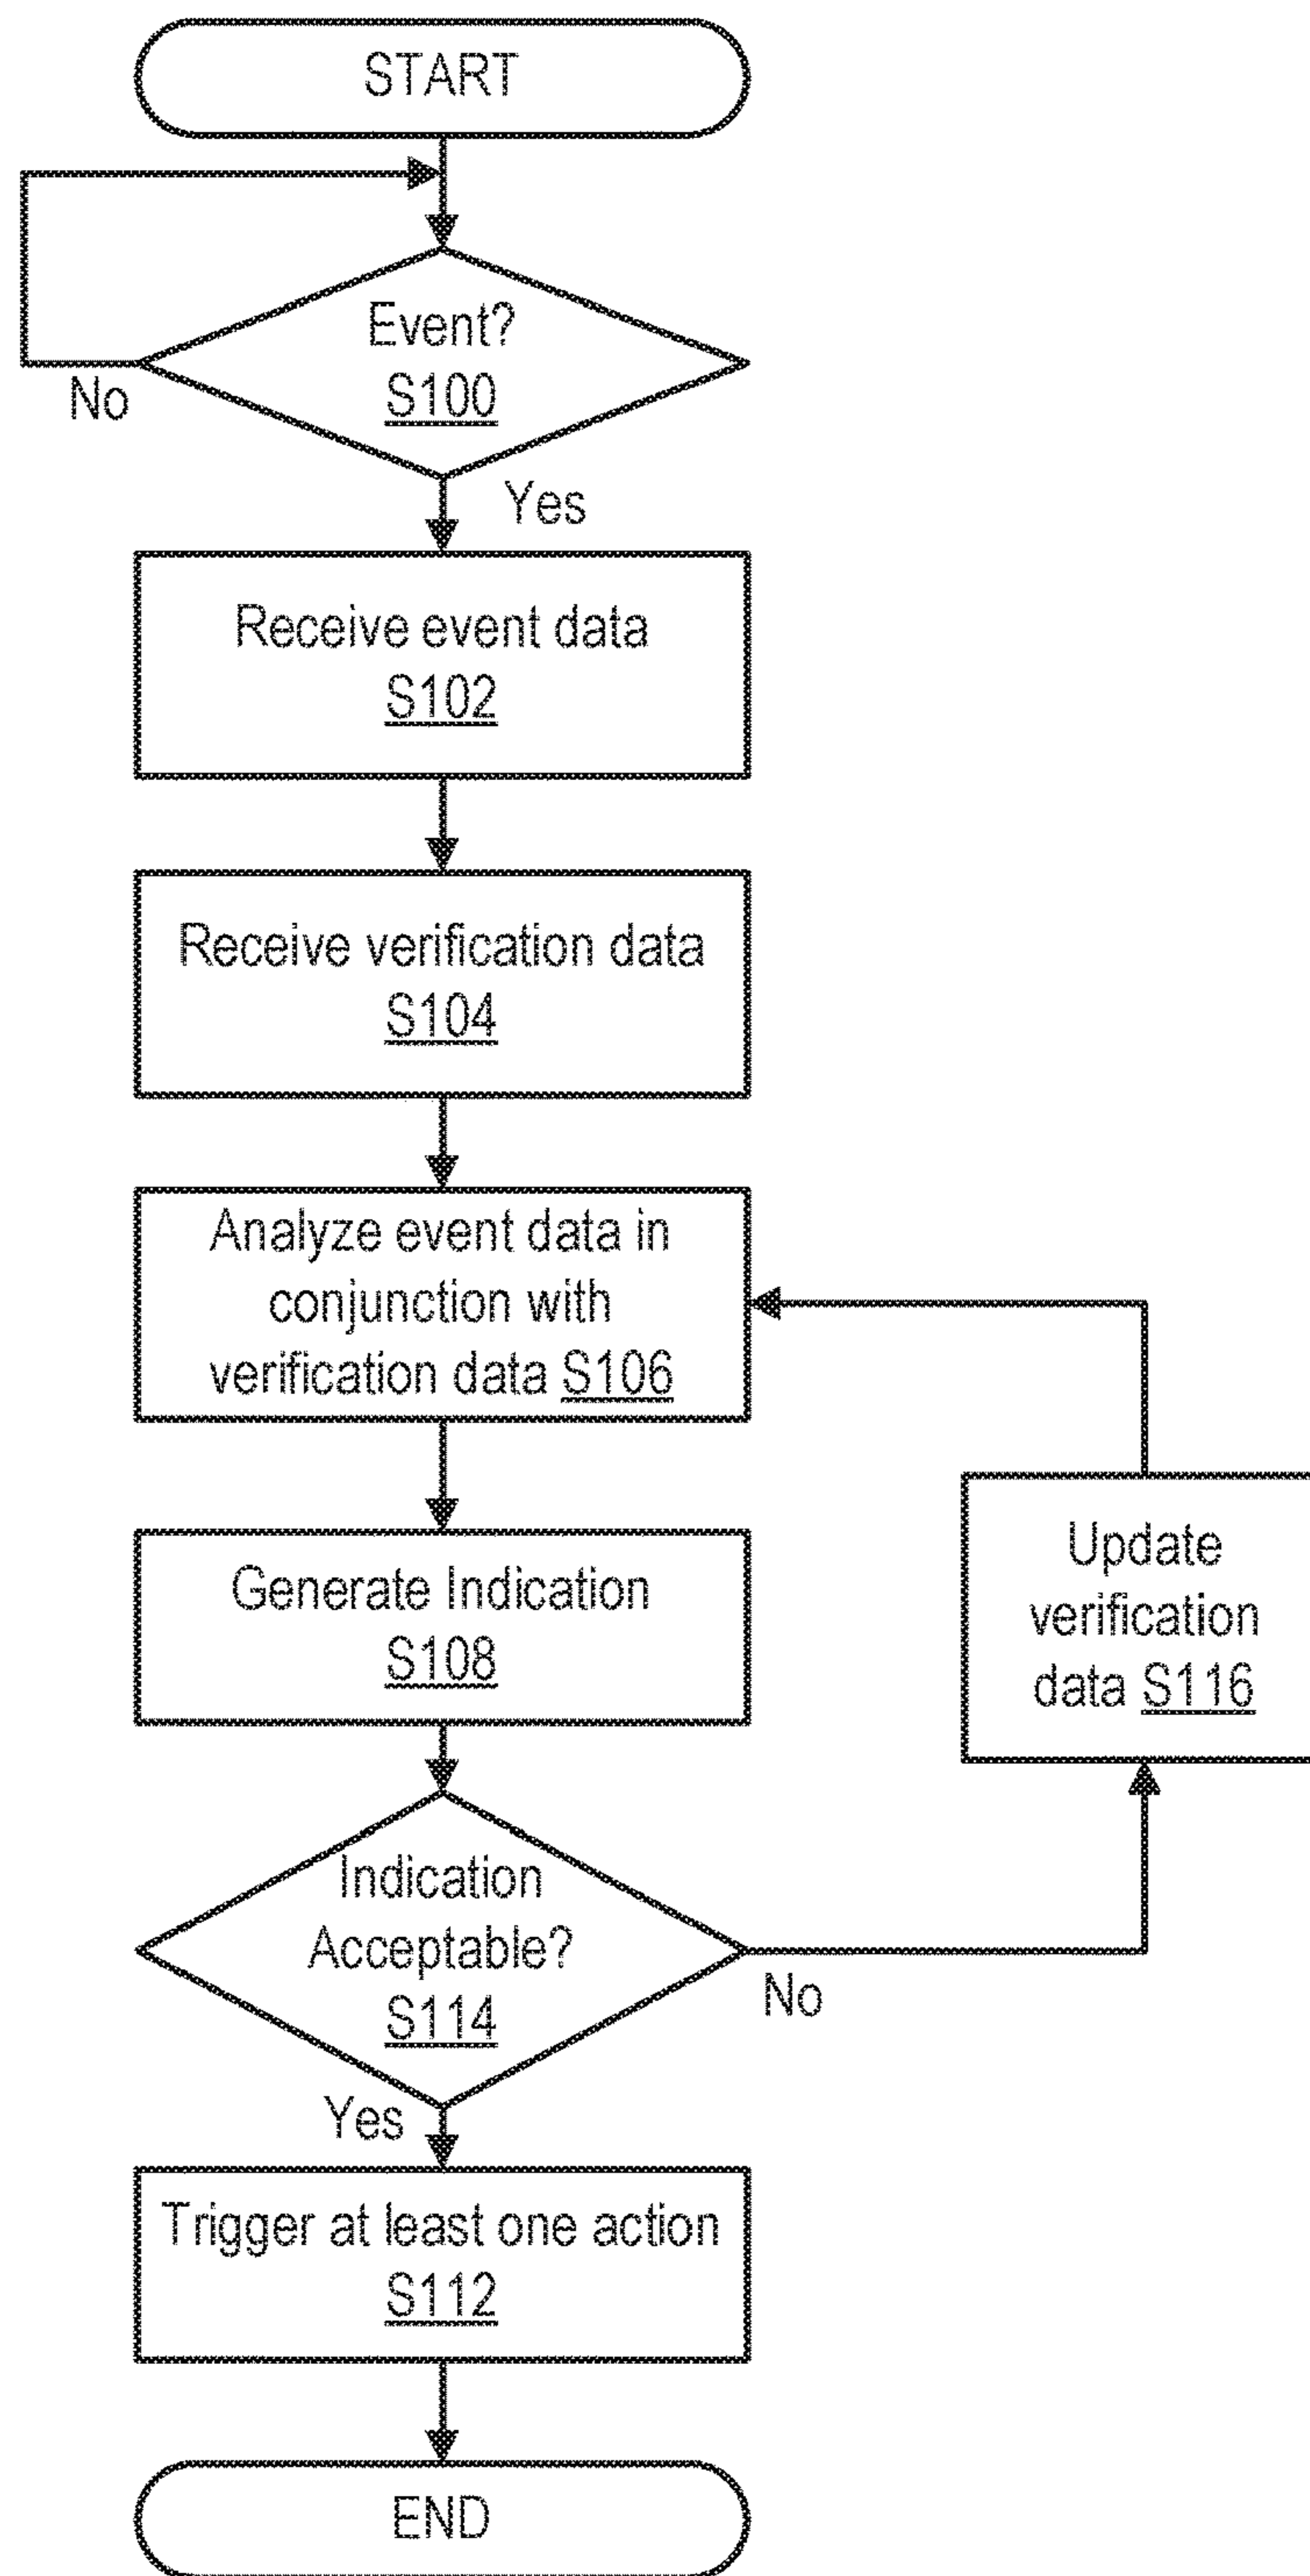 START
Event?
S100
No
Yes
Receive event data
S102
Receive verification data
S104
Analyze event data in
conjunction with
verification data S106
Generate Indication
S108
Update
verification
data S116
Indication
Acceptable?
S114
No
Yes
Trigger at least one action
S112
END